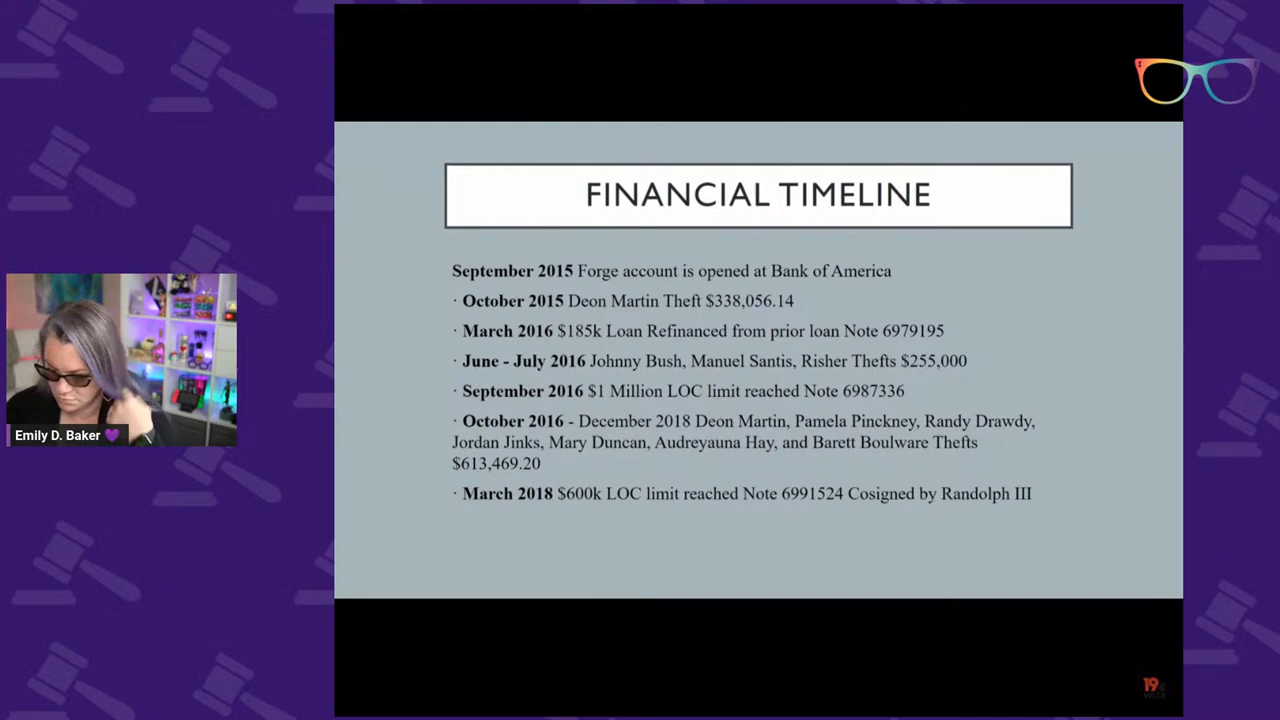 FINANCIAL TIMELINE
September 2015 Forge account is opened at Bank of America
· October 2015 Deon Martin Theft $338,056.14
· March 2016 $185k Loan Refinanced from prior loan Note 6979195
· June - July 2016 Johnny Bush, Manuel Santis, Risher Thefts $255,000
· September 2016 $1 Million LOC limit reached Note 6987336
· October 2016 - December 2018 Deon Martin, Pamela Pinckney, Randy Drawdy,
Jordan Jinks, Mary Duncan, Audreyauna Hay, and Barett Boulware Thefts
$613,469.20
· March 2018 $600k LOC limit reached Note 6991524 Cosigned by Randolph III
Emily D. Baker 💜
19